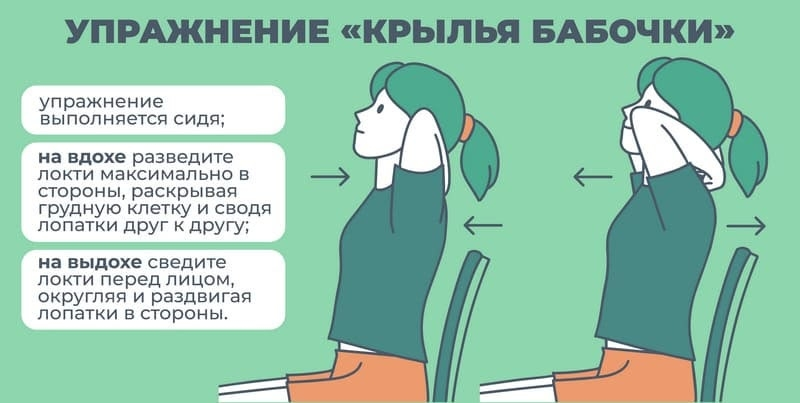 УПРАЖНЕНИЕ «КРЫЛЬЯ БАБОЧКИ»
упражнение
выполняется сидя;
на вдохе разведите
локти максимально в
стороны, раскрывая
грудную клетку и сводя
лопатки друг к другу;
на выдохе сведите
локти перед лицом,
округляя и раздвигая
лопатки в стороны.